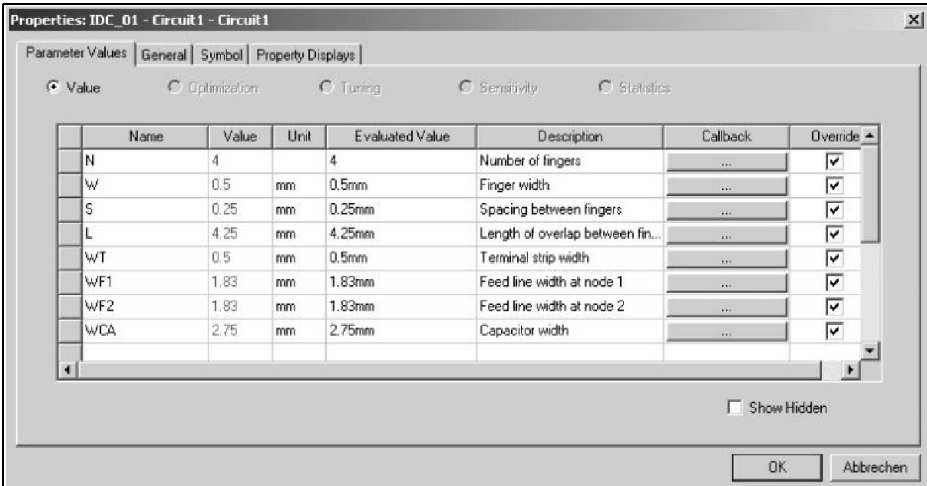 Properties: IDC_01 - Circuit1 - Circuit1
Parameter Values General Symbol Property Displays
Value Optimization Tuning Sensitivity Statistics
Name Value Unit Evaluated Value Description Callback Override
N 4 4 Number of fingers ...
W 0.5 mm 0.5mm Finger width ...
S 0.25 mm 0.25mm Spacing between fingers ...
L 4.25 mm 4.25mm Length of overlap between fin... ...
WT 0.5 mm 0.5mm Terminal strip width ...
WF1 1.83 mm 1.83mm Feed line width at node 1 ...
WF2 1.83 mm 1.83mm Feed line width at node 2 ...
WCA 2.75 mm 2.75mm Capacitor width ...
Show Hidden
OK Abbrechen